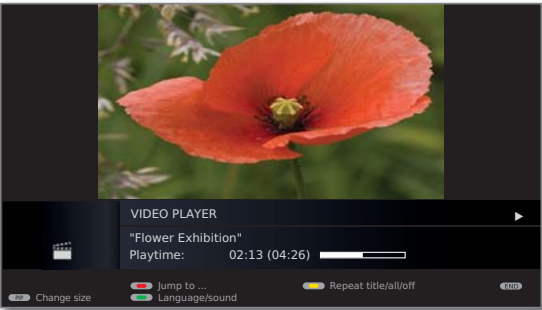 VIDEO PLAYER
"Flower Exhibition"
Playtime: 02:13 (04:26)
Jump to ... Repeat title/all/off END
PIP Change size Language/sound